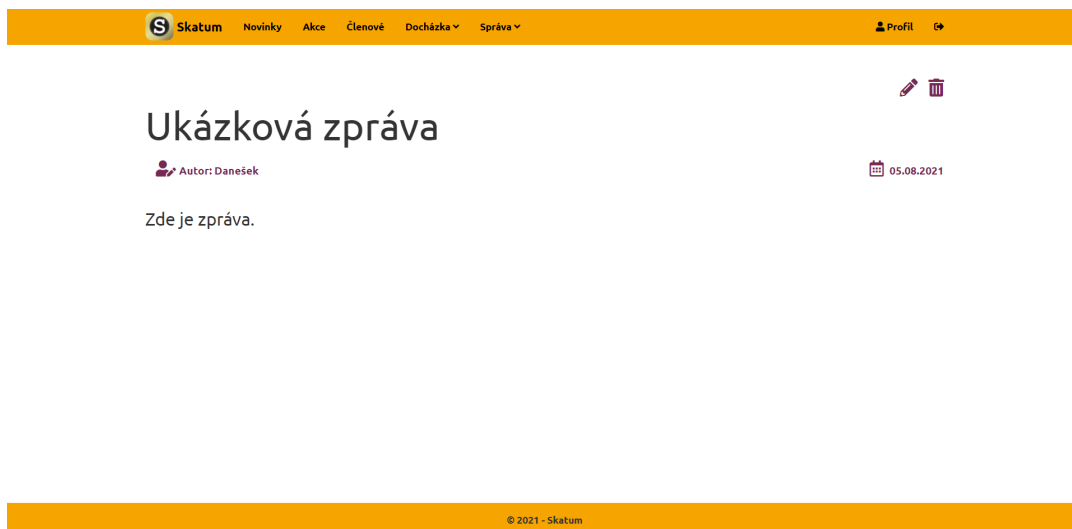 S Skatum Novinky Akce Členové Docházka Správa Profil
Ukázková zpráva
Autor: Danešek 05.08.2021
Zde je zpráva.
© 2021 - Skatum